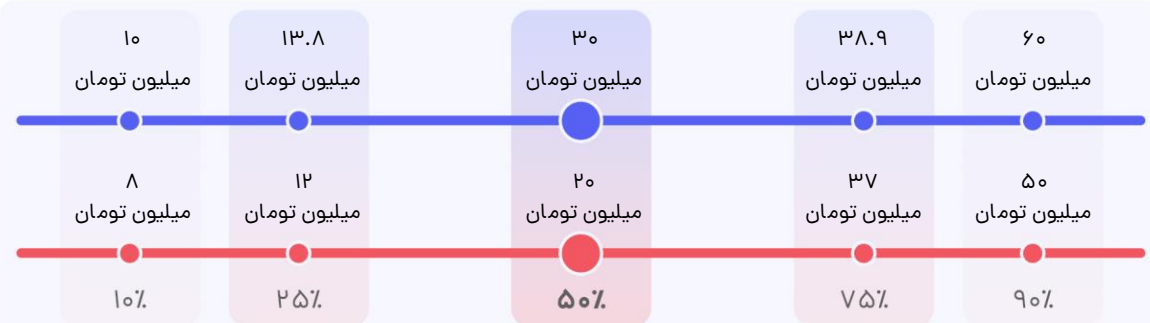 ۱۰
۱۳.۸
۳۰
۳۸.۹
۶۰
میلیون تومان
میلیون تومان
میلیون تومان
میلیون تومان
میلیون تومان
۸
۱۲
۲۰
۳۷
۵۰
میلیون تومان
میلیون تومان
میلیون تومان
میلیون تومان
میلیون تومان
۱۰٪
۲۵٪
۵۰٪
۷۵٪
۹۰٪